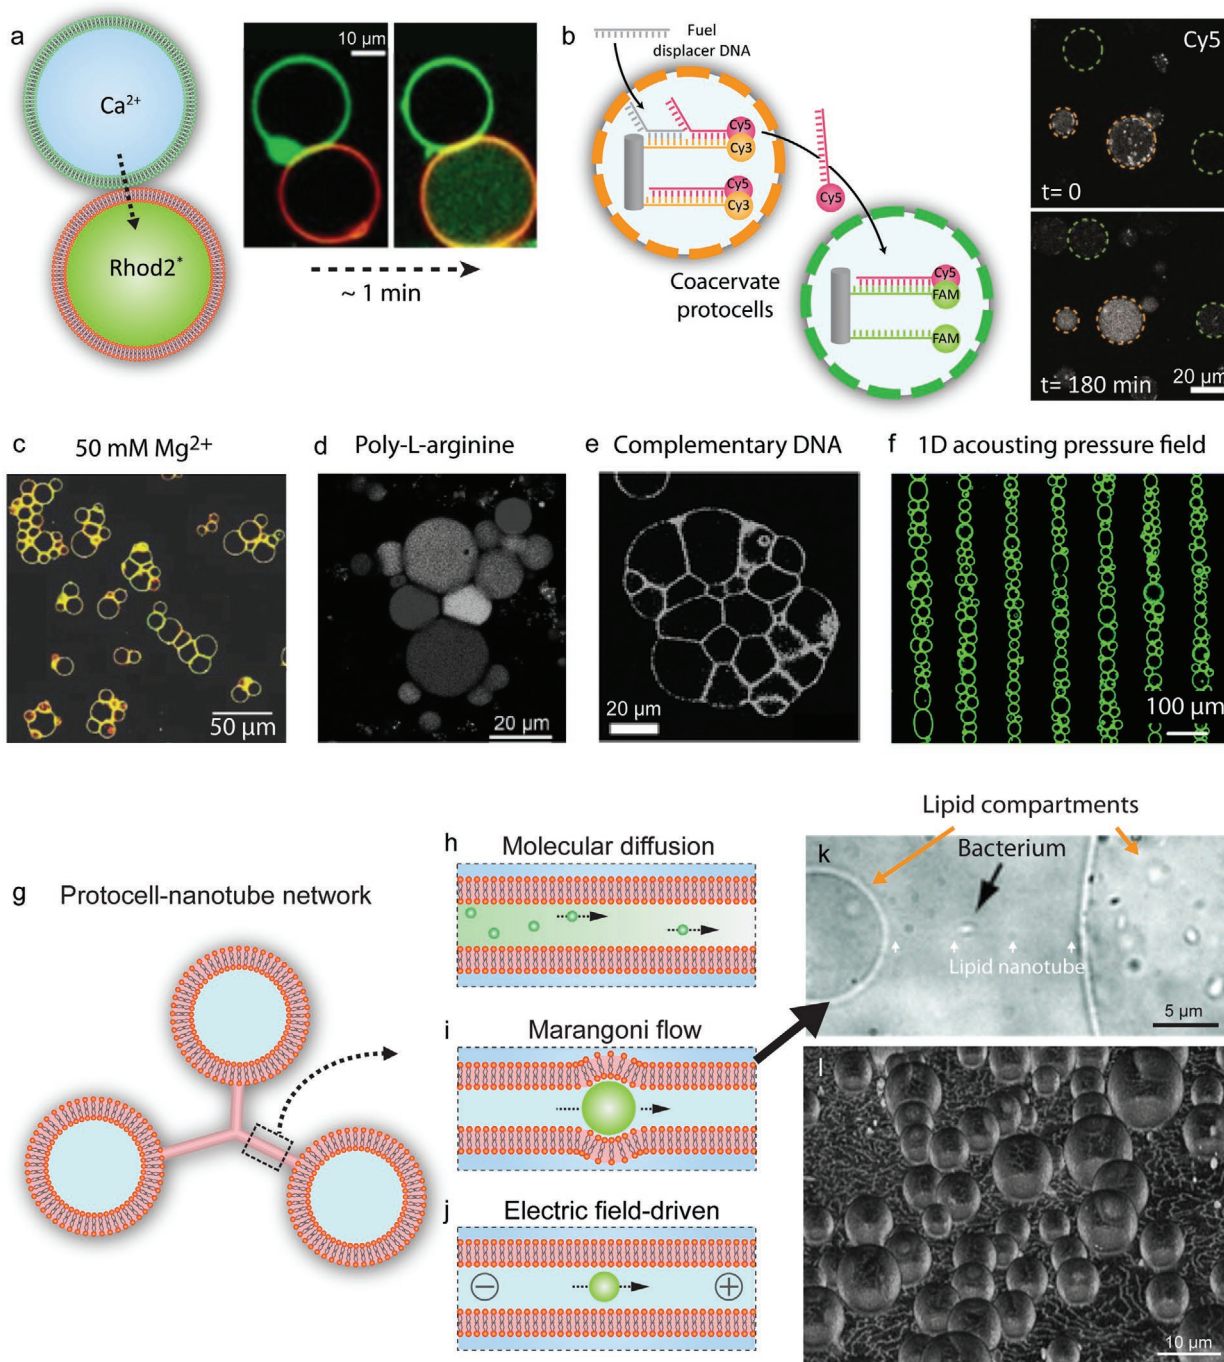 a
Ca2+
Rhod2*
10 µm
~ 1 min
b
Fuel
displacer DNA
Cy5
Cy3
Cy5
Cy3
Cy5
Coacervate
protocells
Cy5
FAM
FAM
Cy5
t= 0
t= 180 min
20 µm
c
50 mM Mg2+
50 µm
d
Poly-L-arginine
20 µm
e
Complementary DNA
20 µm
f
1D acousting pressure field
100 µm
g
Protocell-nanotube network
h
Molecular diffusion
i
Marangoni flow
j
Electric field-driven
−
+
Lipid compartments
k
Bacterium
Lipid nanotube
5 µm
l
10 µm